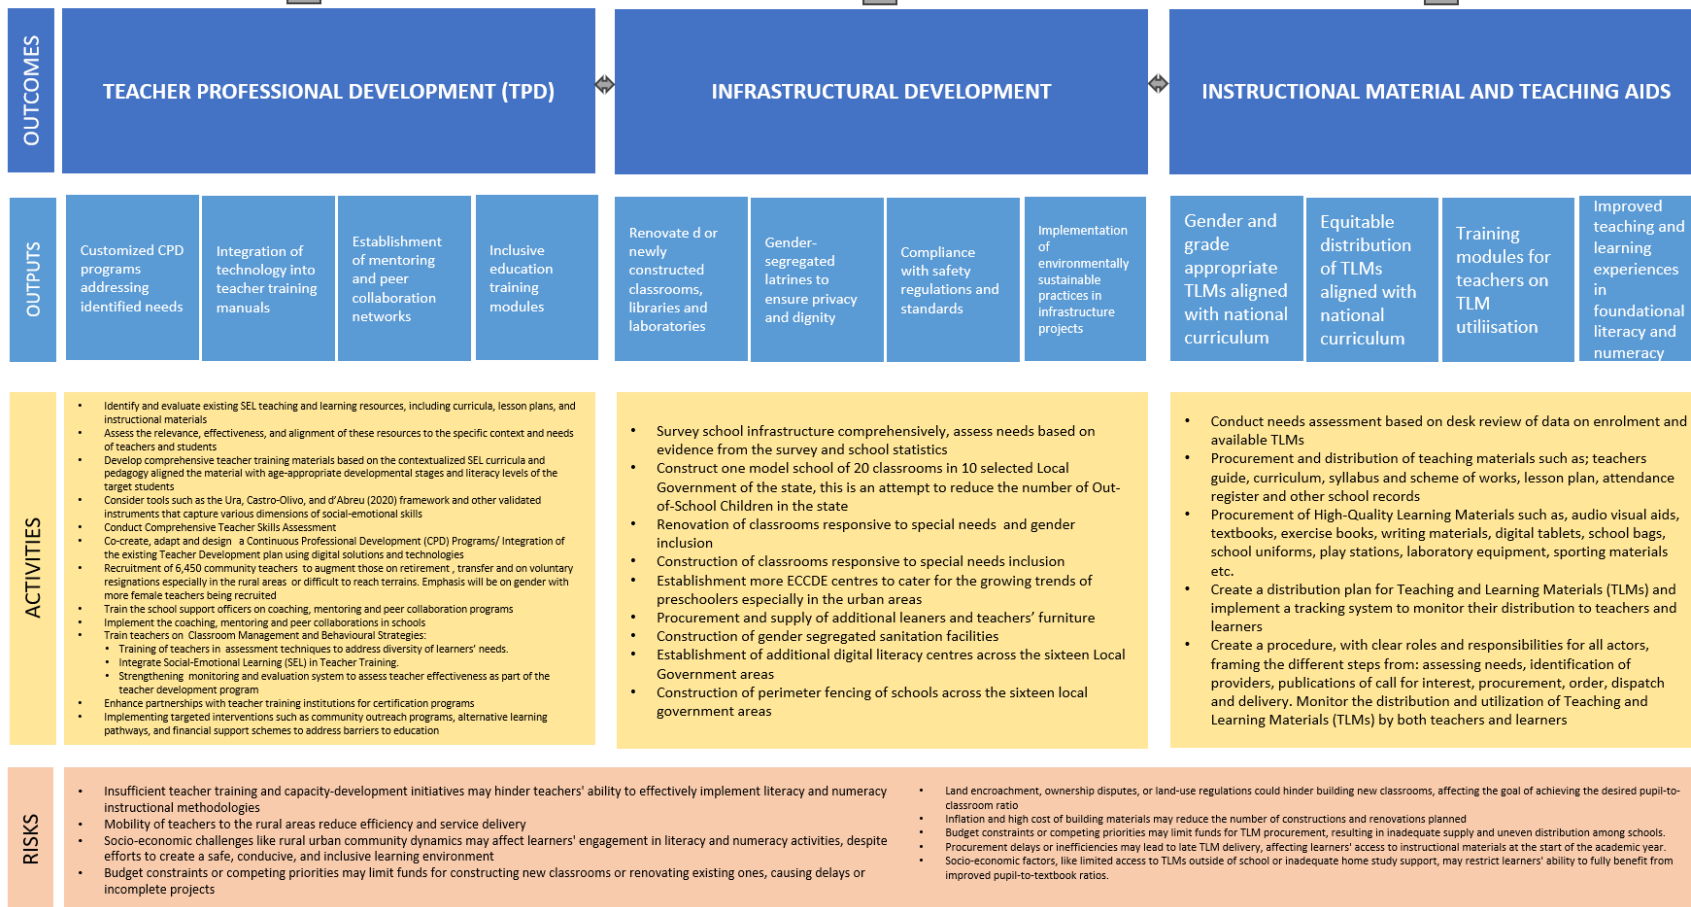 OUTCOMES
TEACHER PROFESSIONAL DEVELOPMENT (TPD)
INFRASTRUCTURAL DEVELOPMENT
INSTRUCTIONAL MATERIAL AND TEACHING AIDS
OUTPUTS
Customized CPD
programs
addressing
identified needs
Integration of
technology into
teacher training
manuals
Establishment
of mentoring
and peer
collaboration
networks
Inclusive
education
training
modules
Renovate d or
newly
constructed
classrooms,
libraries and
laboratories
Gender-
segregated
latrines to
ensure privacy
and dignity
Compliance
with safety
regulations and
standards
Implementation
of
environmentally
sustainable
practices in
infrastructure
projects
Gender and
grade
appropriate
TLMs aligned
with national
curriculum
Equitable
distribution
of TLMs
aligned with
national
curriculum
Training
modules for
teachers on
TLM
utiliisation
Improved
teaching and
learning
experiences
in
foundational
literacy and
numeracy
ACTIVITIES
• Identify and evaluate existing SEL teaching and learning resources, including curricula, lesson plans, and
instructional materials
• Assess the relevance, effectiveness, and alignment of these resources to the specific context and needs
of teachers and students
• Develop comprehensive teacher training materials based on the contextualized SEL curricula and
pedagogy aligned the material with age-appropriate developmental stages and literacy levels of the
target students
• Consider tools such as the Ura, Castro-Olivo, and d'Abreu (2020) framework and other validated
instruments that capture various dimensions of social-emotional skills
• Conduct Comprehensive Teacher Skills Assessment
• Co-create, adapt and design a Continuous Professional Development (CPD) Programs/ Integration of
the existing Teacher Development plan using digital solutions and technologies
• Recruitment of 6,450 community teachers to augment those on retirement , transfer and on voluntary
resignations especially in the rural areas or difficult to reach terrains. Emphasis will be on gender with
more female teachers being recruited
• Train the school support officers on coaching, mentoring and peer collaboration programs
• Implement the coaching, mentoring and peer collaborations in schools
• Train teachers on Classroom Management and Behavioural Strategies:
• Training of teachers in assessment techniques to address diversity of learners' needs.
• Integrate Social-Emotional Learning (SEL) in Teacher Training.
• Strengthening monitoring and evaluation system to assess teacher effectiveness as part of the
teacher development program
• Enhance partnerships with teacher training institutions for certification programs
• Implementing targeted interventions such as community outreach programs, alternative learning
pathways, and financial support schemes to address barriers to education
• Survey school infrastructure comprehensively, assess needs based on
evidence from the survey and school statistics
• Construct one model school of 20 classrooms in 10 selected Local
Government of the state, this is an attempt to reduce the number of Out-
of-School Children in the state
• Renovation of classrooms responsive to special needs and gender
inclusion
• Construction of classrooms responsive to special needs inclusion
• Establishment more ECCDE centres to cater for the growing trends of
preschoolers especially in the urban areas
• Procurement and supply of additional leaners and teachers' furniture
• Construction of gender segregated sanitation facilities
• Establishment of additional digital literacy centres across the sixteen Local
Government areas
• Construction of perimeter fencing of schools across the sixteen local
government areas
• Conduct needs assessment based on desk review of data on enrolment and
available TLMs
• Procurement and distribution of teaching materials such as; teachers
guide, curriculum, syllabus and scheme of works, lesson plan, attendance
register and other school records
• Procurement of High-Quality Learning Materials such as, audio visual aids,
textbooks, exercise books, writing materials, digital tablets, school bags,
school uniforms, play stations, laboratory equipment, sporting materials
etc.
• Create a distribution plan for Teaching and Learning Materials (TLMs) and
implement a tracking system to monitor their distribution to teachers and
learners
• Create a procedure, with clear roles and responsibilities for all actors,
framing the different steps from: assessing needs, identification of
providers, publications of call for interest, procurement, order, dispatch
and delivery. Monitor the distribution and utilization of Teaching and
Learning Materials (TLMs) by both teachers and learners
RISKS
• Insufficient teacher training and capacity-development initiatives may hinder teachers' ability to effectively implement literacy and numeracy
instructional methodologies
• Mobility of teachers to the rural areas reduce efficiency and service delivery
• Socio-economic challenges like rural urban community dynamics may affect learners' engagement in literacy and numeracy activities, despite
efforts to create a safe, conducive, and inclusive learning environment
• Budget constraints or competing priorities may limit funds for constructing new classrooms or renovating existing ones, causing delays or
incomplete projects
• Land encroachment, ownership disputes, or land-use regulations could hinder building new classrooms, affecting the goal of achieving the desired pupil-to-
classroom ratio
• Inflation and high cost of building materials may reduce the number of constructions and renovations planned
• Budget constraints or competing priorities may limit funds for TLM procurement, resulting in inadequate supply and uneven distribution among schools.
• Procurement delays or inefficiencies may lead to late TLM delivery, affecting learners' access to instructional materials at the start of the academic year.
• Socio-economic factors, like limited access to TLMs outside of school or inadequate home study support, may restrict learners' ability to fully benefit from
improved pupil-to-textbook ratios.